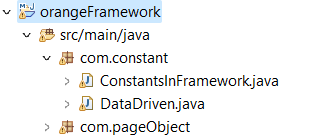 orangeFramework
src/main/java
com.constant
ConstantsInFramework.java
DataDriven.java
com.pageObject